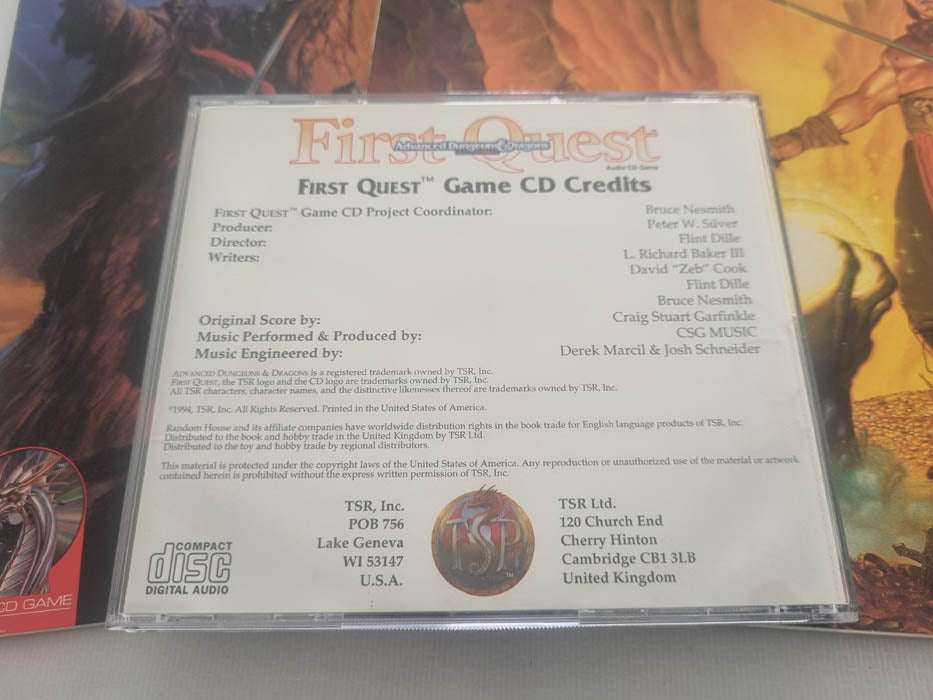 First Quest
Advanced Dungeons & Dragons
Audio CD Game
FIRST QUEST™ Game CD Credits
FIRST QUEST™ Game CD Project Coordinator: Bruce Nesmith
Producer: Peter W. Silver
Director: Flint Dille
Writers: L. Richard Baker III
David "Zeb" Cook
Flint Dille
Bruce Nesmith
Original Score by: Craig Stuart Garfinkle
Music Performed & Produced by: CSG MUSIC
Music Engineered by: Derek Marcil & Josh Schneider
ADVANCED DUNGEONS & DRAGONS is a registered trademark owned by TSR, Inc.
FIRST QUEST, the TSR logo and the CD logo are trademarks owned by TSR, Inc.
All TSR characters, character names, and the distinctive likenesses thereof are trademarks owned by TSR, Inc.
©1994, TSR, Inc. All Rights Reserved. Printed in the United States of America.
Random House and its affiliate companies have worldwide distribution rights in the book trade for English language products of TSR, Inc.
Distributed to the book and hobby trade in the United Kingdom by TSR Ltd.
Distributed to the toy and hobby trade by regional distributors.
This material is protected under the copyright laws of the United States of America. Any reproduction or unauthorized use of the material or artwork
contained herein is prohibited without the express written permission of TSR, Inc.
TSR, Inc.
POB 756
Lake Geneva
WI 53147
U.S.A.
TSR
™
TSR Ltd.
120 Church End
Cherry Hinton
Cambridge CB1 3LB
United Kingdom
COMPACT
disc
DIGITAL AUDIO
CD GAME